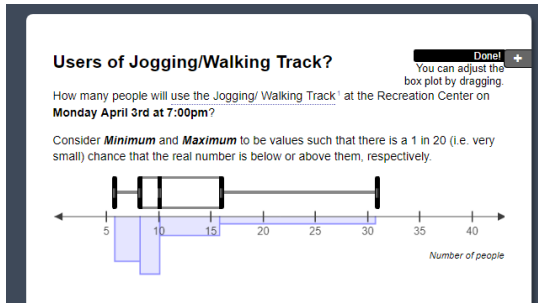 Users of Jogging/Walking Track?
Done!
+
You can adjust the
box plot by dragging.
How many people will use the Jogging/ Walking Track¹ at the Recreation Center on
Monday April 3rd at 7:00pm?
Consider Minimum and Maximum to be values such that there is a 1 in 20 (i.e. very
small) chance that the real number is below or above them, respectively.
5 10 15 20 25 30 35 40
Number of people